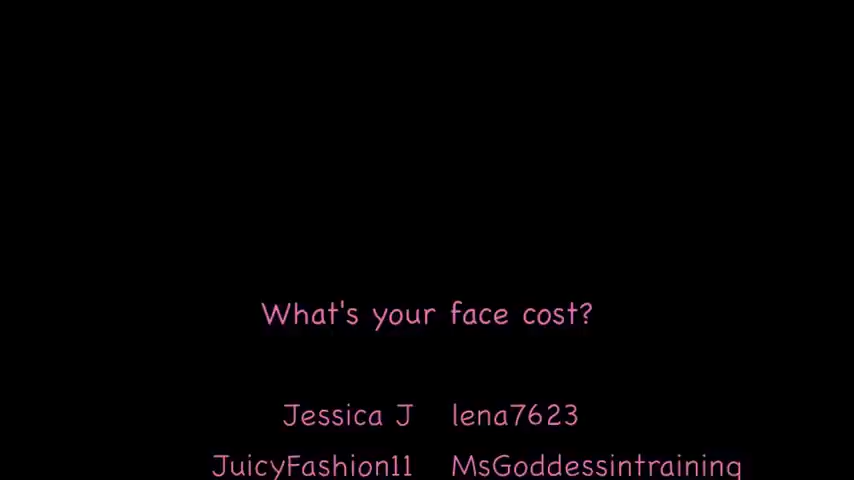 What's your face cost?
Jessica J lena7623
JuicyFashion11 MsGoddessintraining